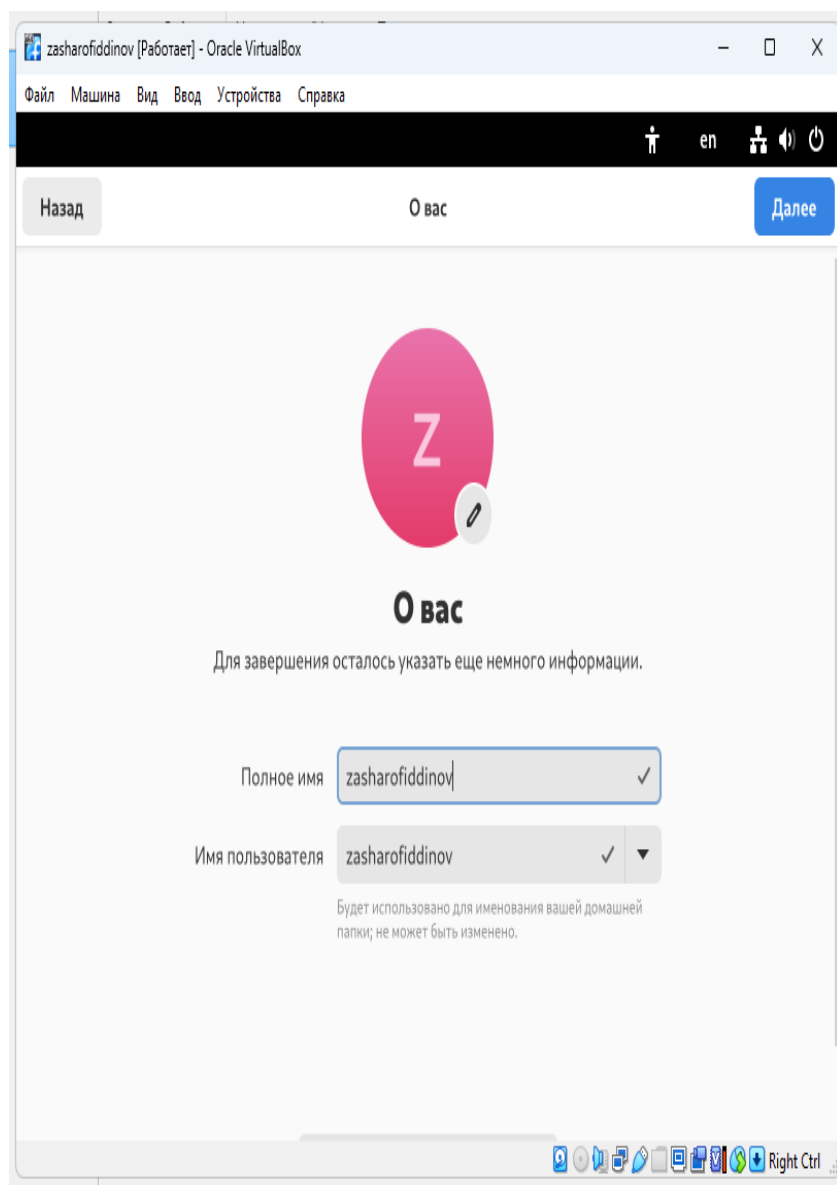 zasharofiddinov [Работает] - Oracle VirtualBox
Файл Машина Вид Ввод Устройства Справка
en
Назад О вас Далее
Z
О вас
Для завершения осталось указать еще немного информации.
Полное имя zasharofiddinov
Имя пользователя zasharofiddinov
Будет использовано для именования вашей домашней
папки; не может быть изменено.
Right Ctrl